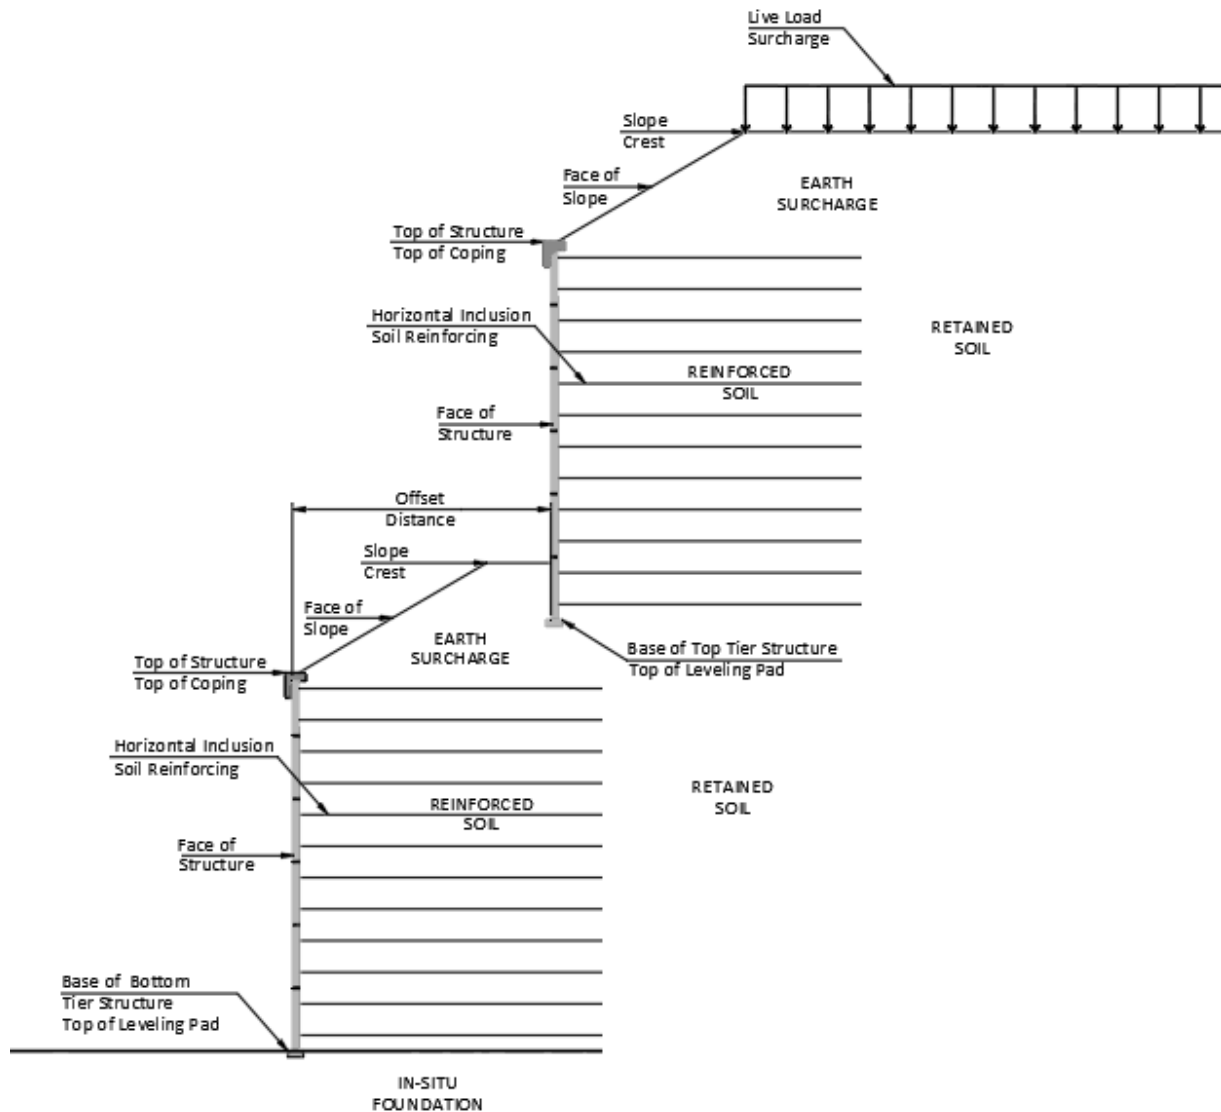 Live Load
Surcharge
Slope
Crest
Face of
Slope
EARTH
SURCHARGE
Top of Structure
Top of Coping
Horizontal Inclusion
Soil Reinforcing
RETAINED
SOIL
REINFORCED
SOIL
Face of
Structure
Offset
Distance
Slope
Crest
Face of
Slope
EARTH
SURCHARGE
Base of Top Tier Structure
Top of Leveling Pad
Top of Structure
Top of Coping
Horizontal Inclusion
Soil Reinforcing
RETAINED
SOIL
REINFORCED
SOIL
Face of
Structure
Base of Bottom
Tier Structure
Top of Leveling Pad
IN-SITU
FOUNDATION